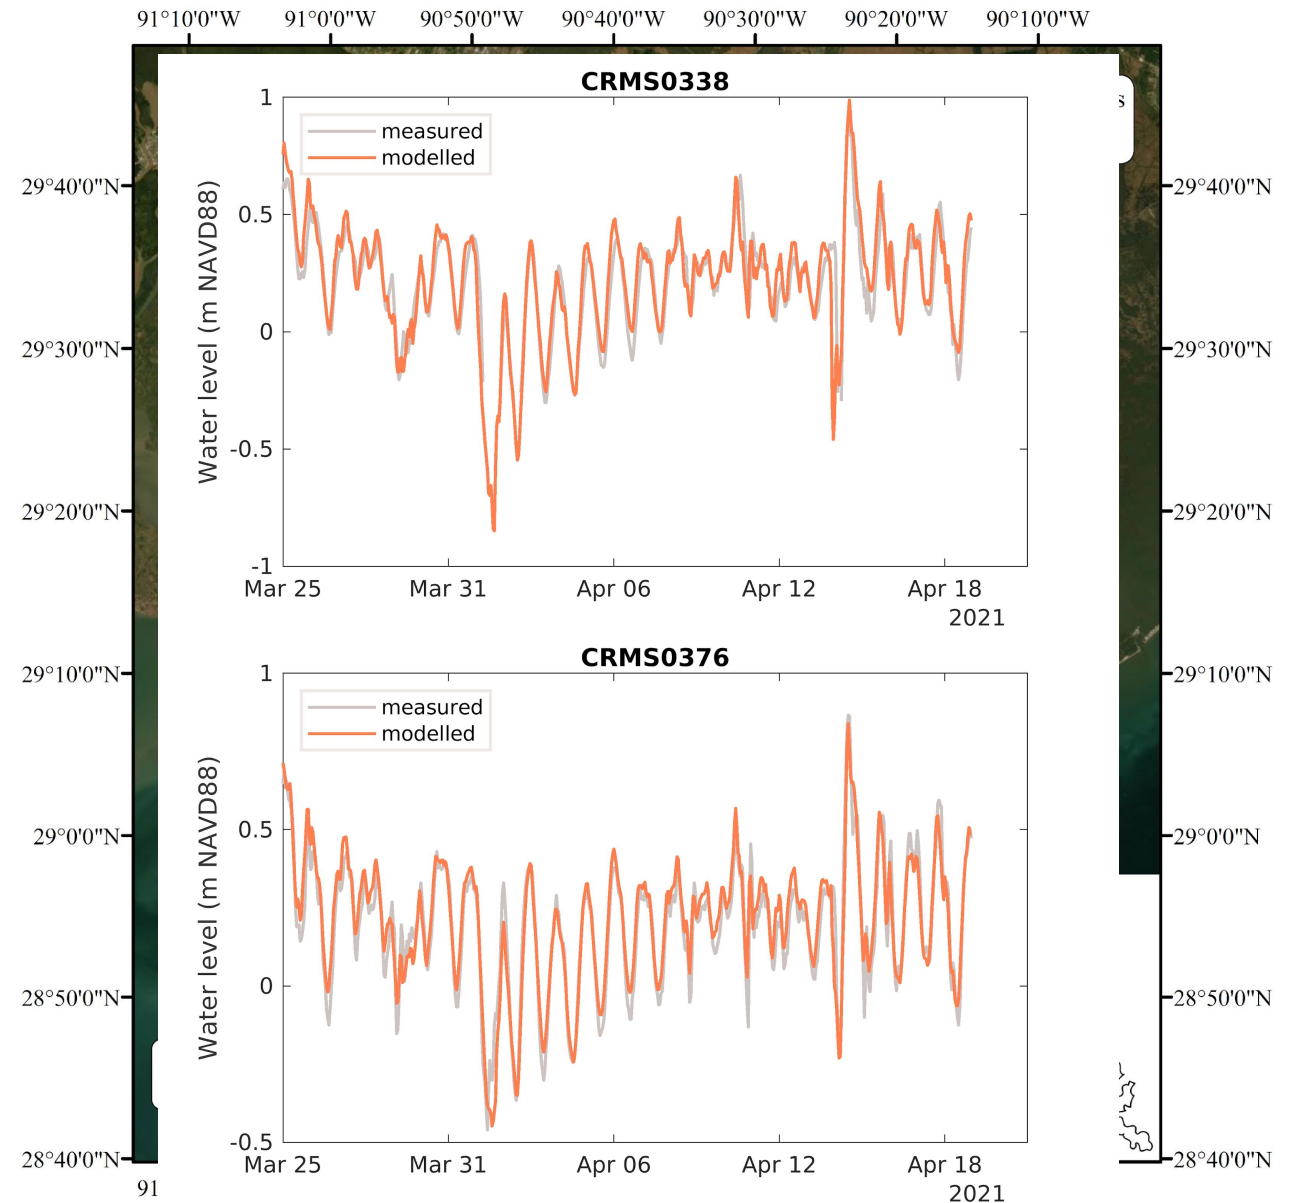 91°10'0"W 91°0'0"W 90°50'0"W 90°40'0"W 90°30'0"W 90°20'0"W 90°10'0"W
CRMS0338
1
s
measured
modelled
29°40'0"N 29°40'0"N
0.5
Water level (m NAVD88)
0
29°30'0"N 29°30'0"N
-0.5
29°20'0"N 29°20'0"N
-1
Mar 25 Mar 31 Apr 06 Apr 12 Apr 18
2021
CRMS0376
29°10'0"N 1 29°10'0"N
measured
modelled
29°0'0"N 0.5 29°0'0"N
Water level (m NAVD88)
0
28°50'0"N 28°50'0"N
-0.5
28°40'0"N 28°40'0"N
Mar 25 Mar 31 Apr 06 Apr 12 Apr 18
91
2021